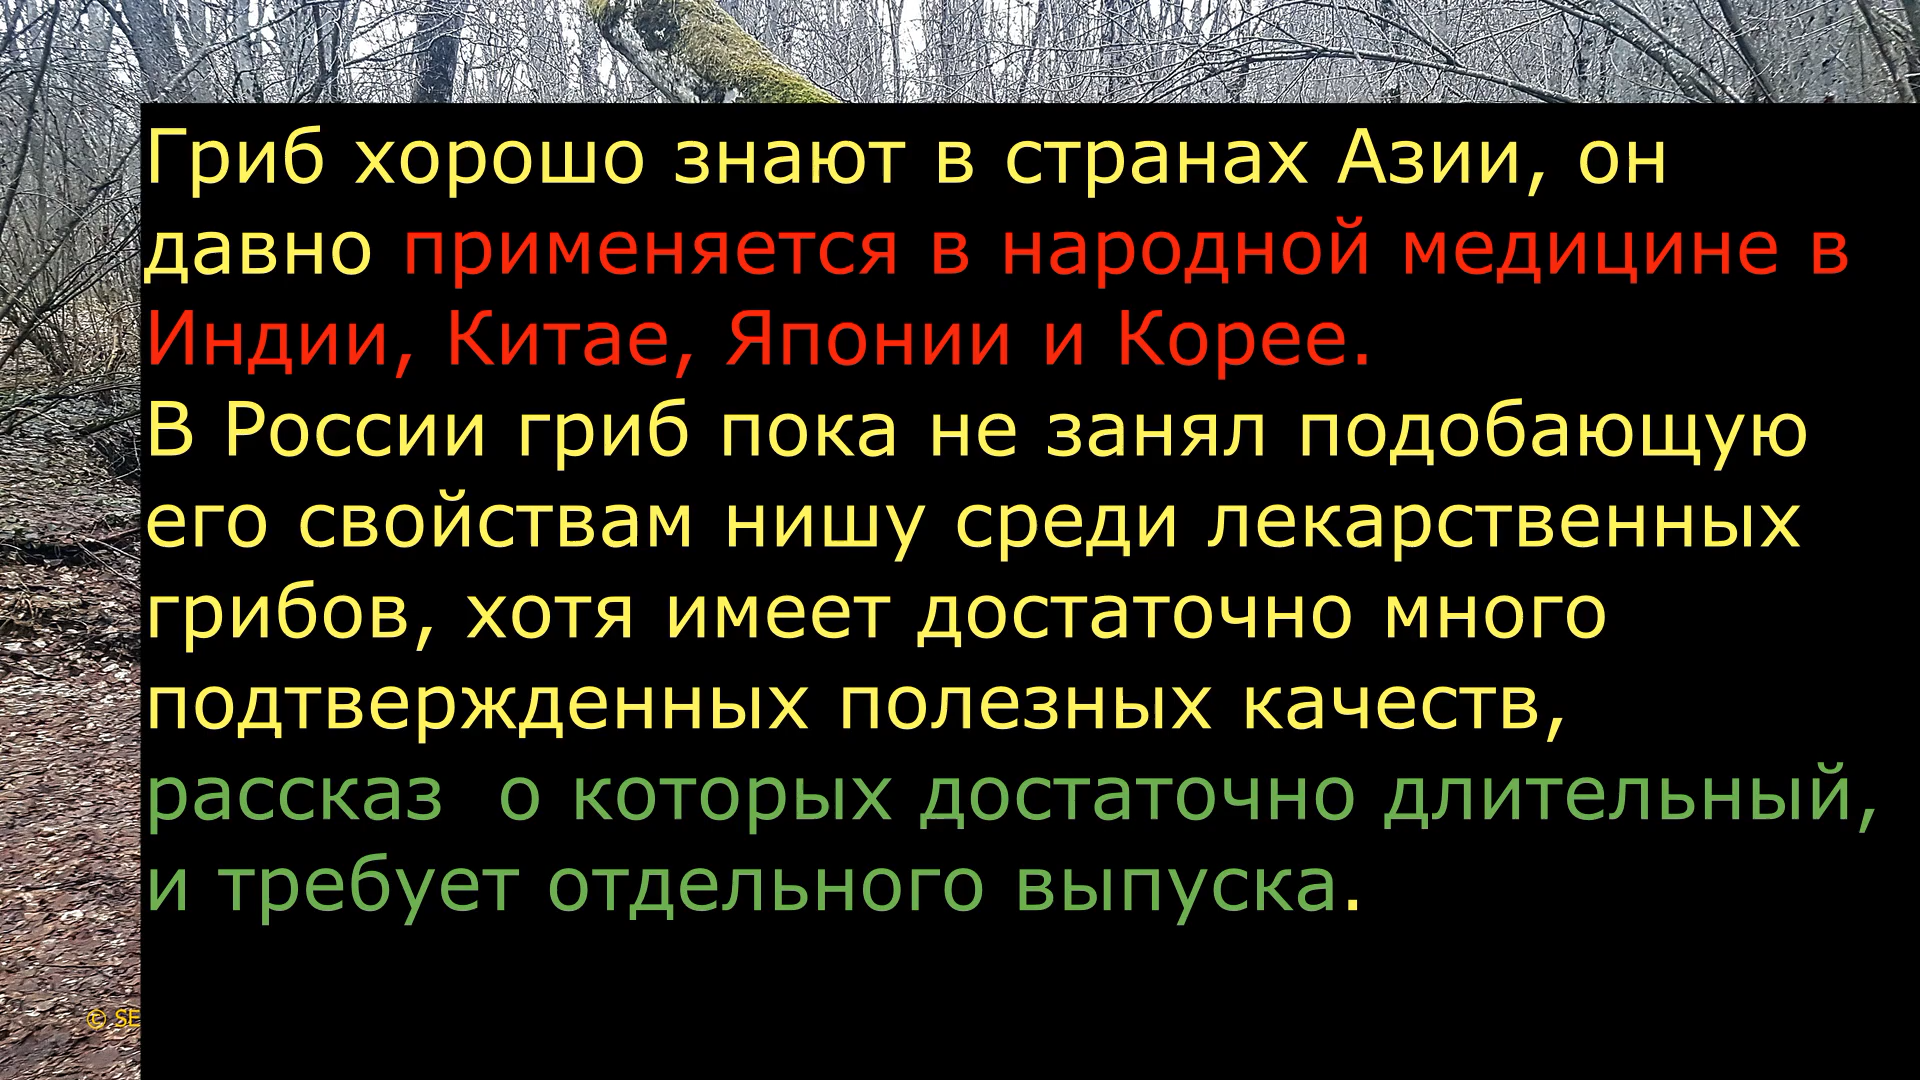 Гриб хорошо знают в странах Азии, он
давно применяется в народной медицине в
Индии, Китае, Японии и Корее.
В России гриб пока не занял подобающую
его свойствам нишу среди лекарственных
грибов, хотя имеет достаточно много
подтвержденных полезных качеств,
рассказ  о которых достаточно длительный,
и требует отдельного выпуска.
© SE